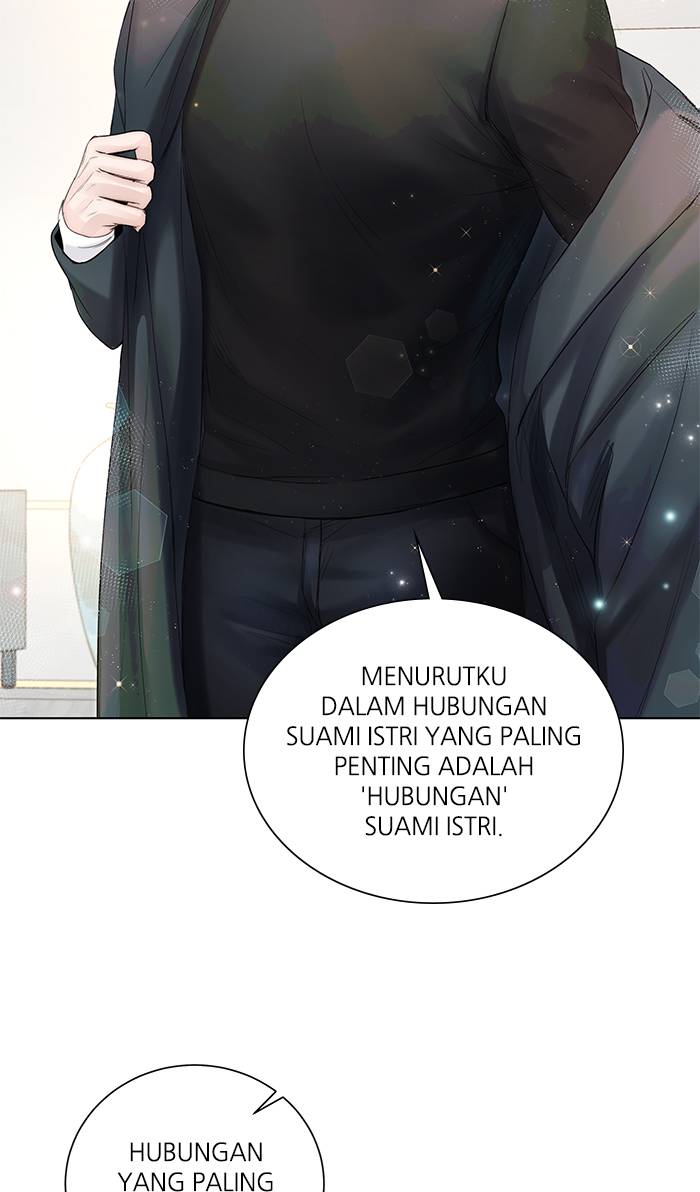 MENURUTKU
DALAM HUBUNGAN
SUAMI ISTRI YANG PALING
PENTING ADALAH
'HUBUNGAN'
SUAMI ISTRI.
HUBUNGAN
YANG PALING